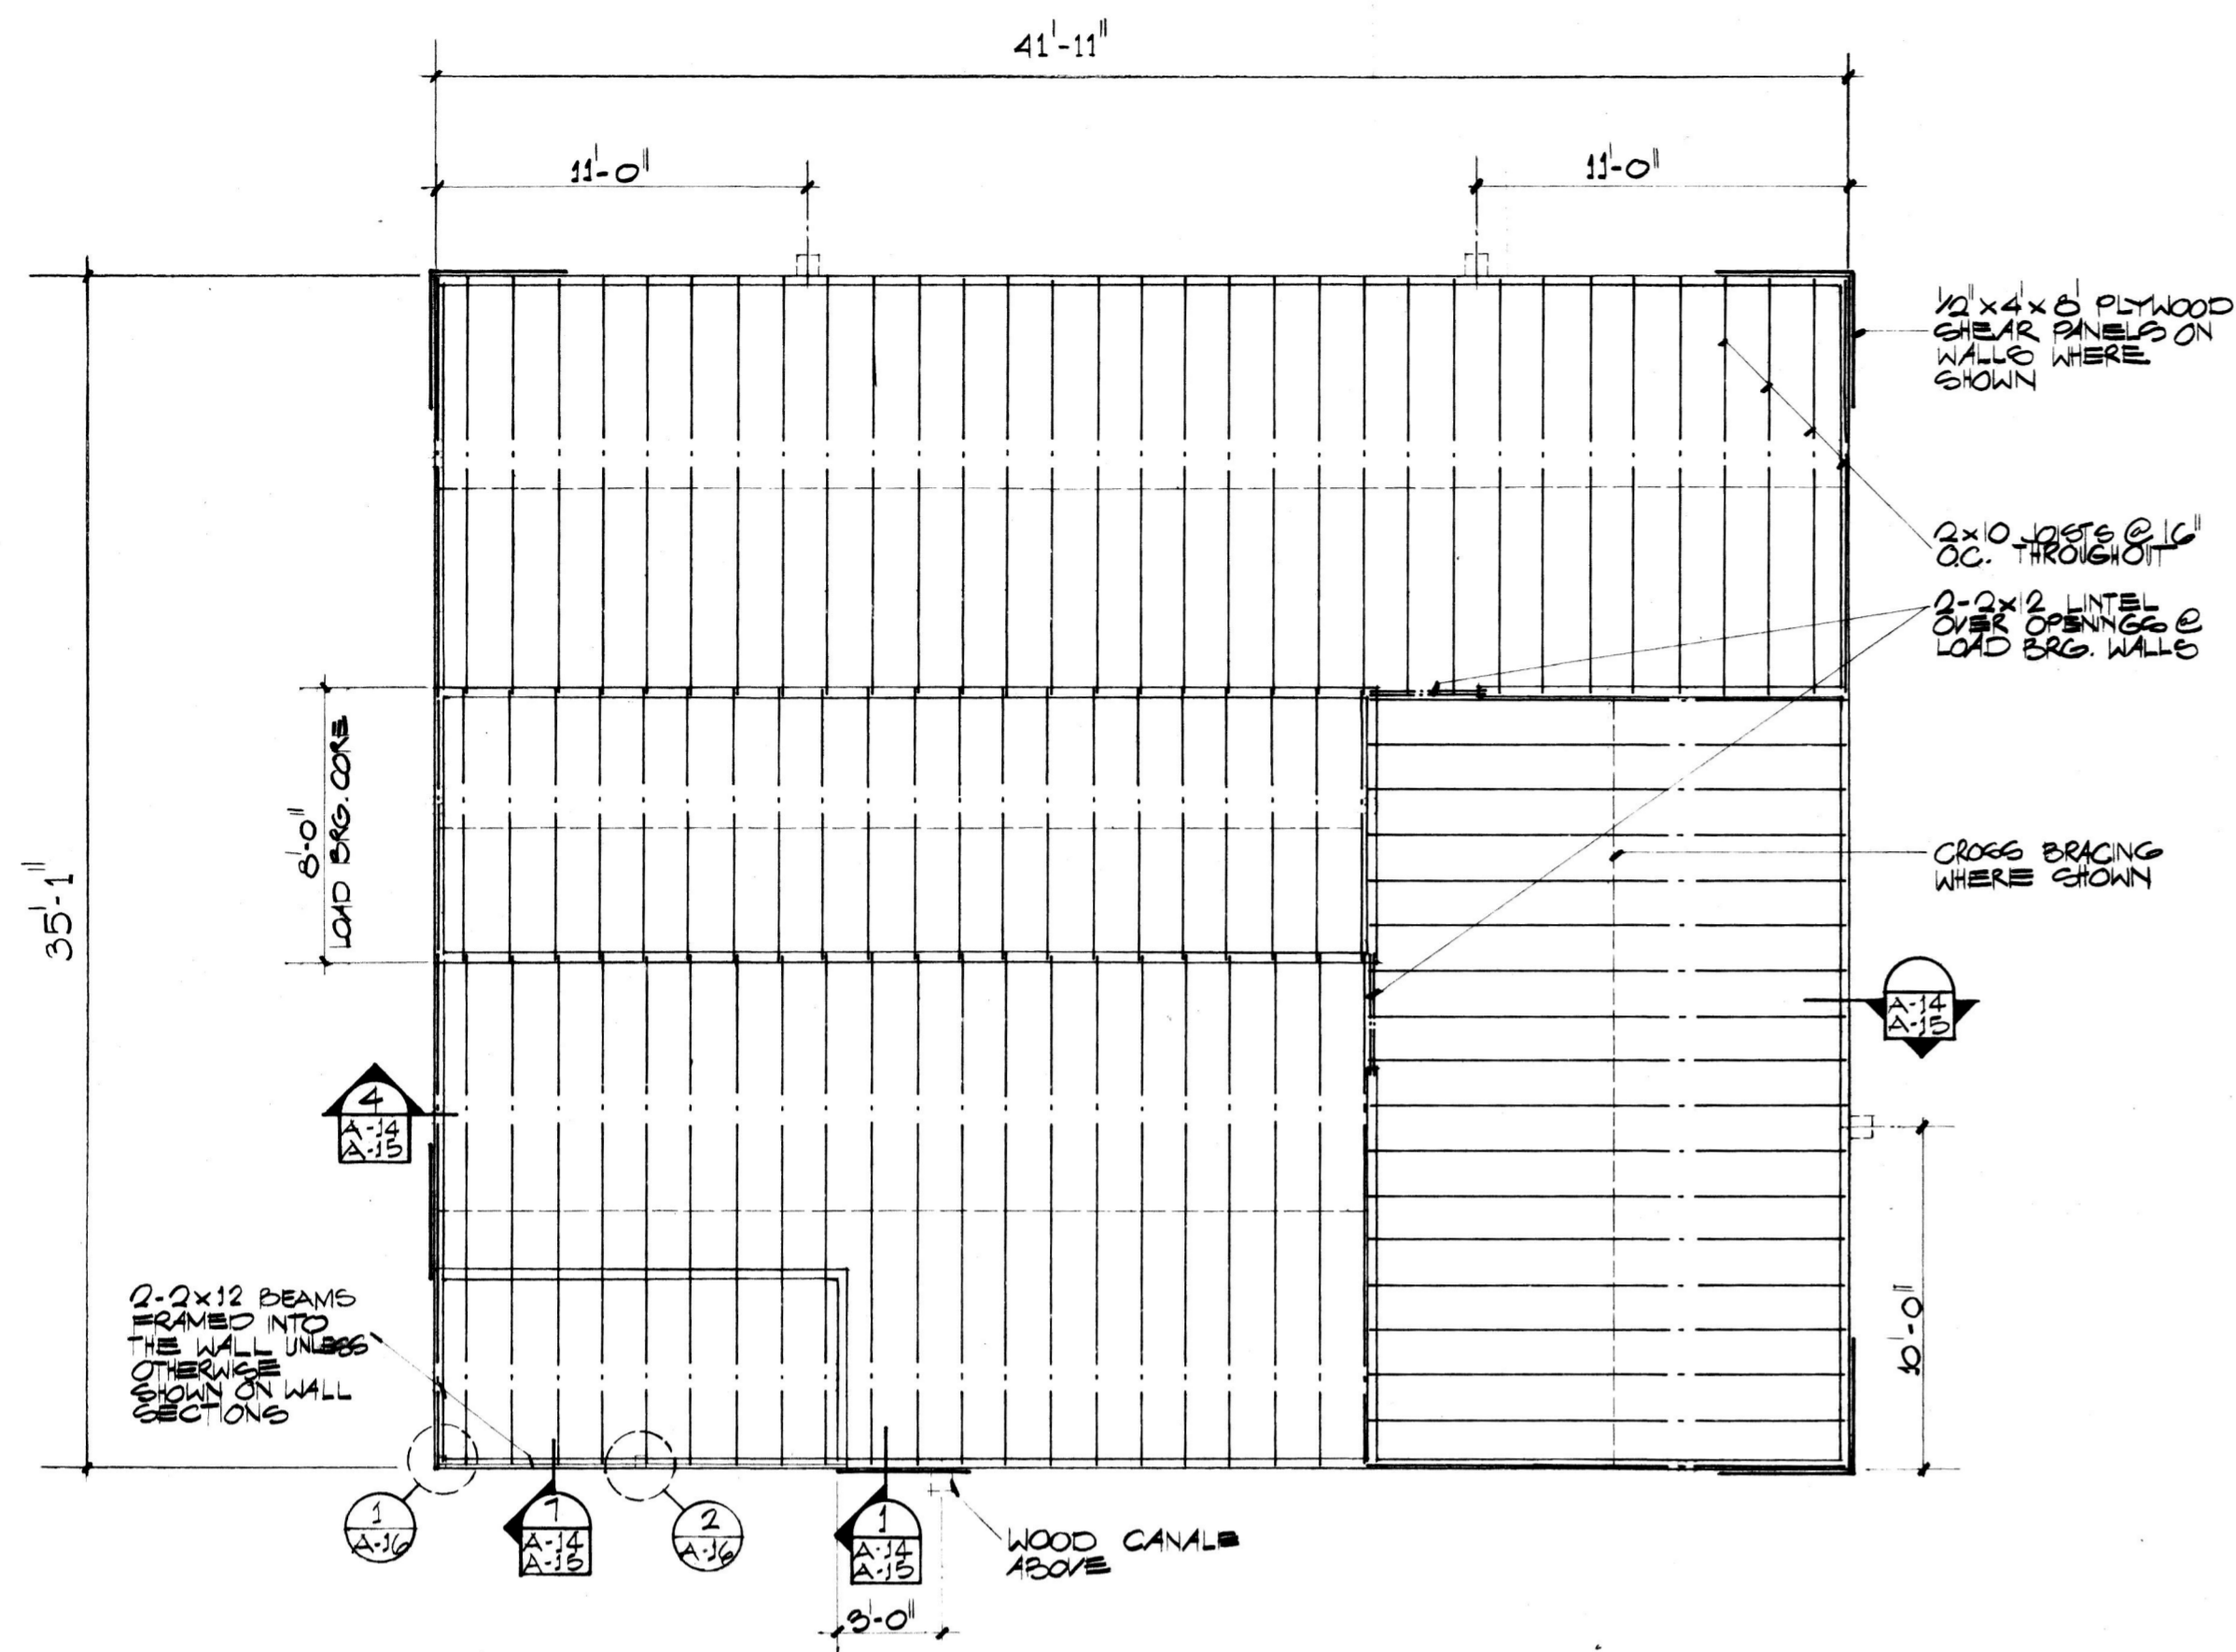 41'-11"
11'-0"
11'-0"
1/2" x 4' x 8' PLYWOOD
SHEAR PANELS ON
WALLS WHERE
SHOWN
2x10 JOISTS @ 16"
O.C. THROUGHOUT
2-2x12 LINTEL
OVER OPENINGS @
LOAD BRG. WALLS
8'-0"
LOAD BRG. CORE
35'-1"
CROSS BRACING
WHERE SHOWN
A-14
A-15
4
A-14
A-15
2-2x12 BEAMS
FRAMED INTO
THE WALL UNLESS
OTHERWISE
SHOWN ON WALL
SECTIONS
10'-0"
1
A-16
7
A-14
A-15
2
A-16
1
A-14
A-15
WOOD CANALE
ABOVE
3'-0"